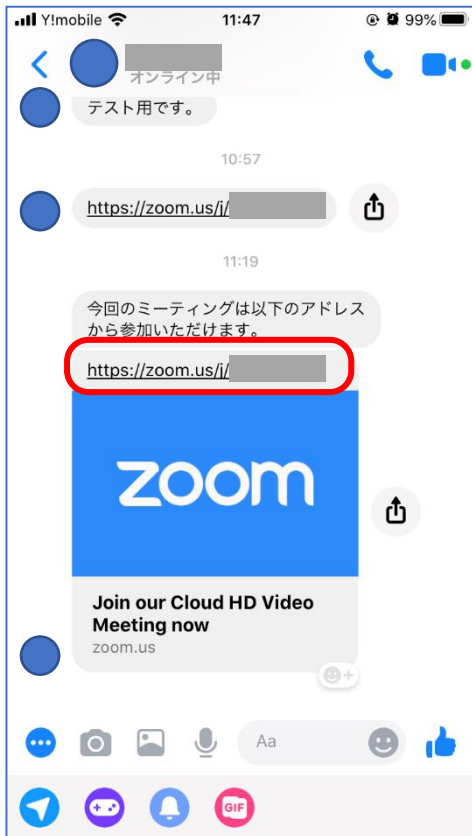 Y!mobile 11:47 99%
オンライン中
テスト用です。
10:57
https://zoom.us/j/
11:19
今回のミーティングは以下のアドレス
から参加いただけます。
https://zoom.us/j/
zoom
Join our Cloud HD Video
Meeting now
zoom.us
Aa
GIF